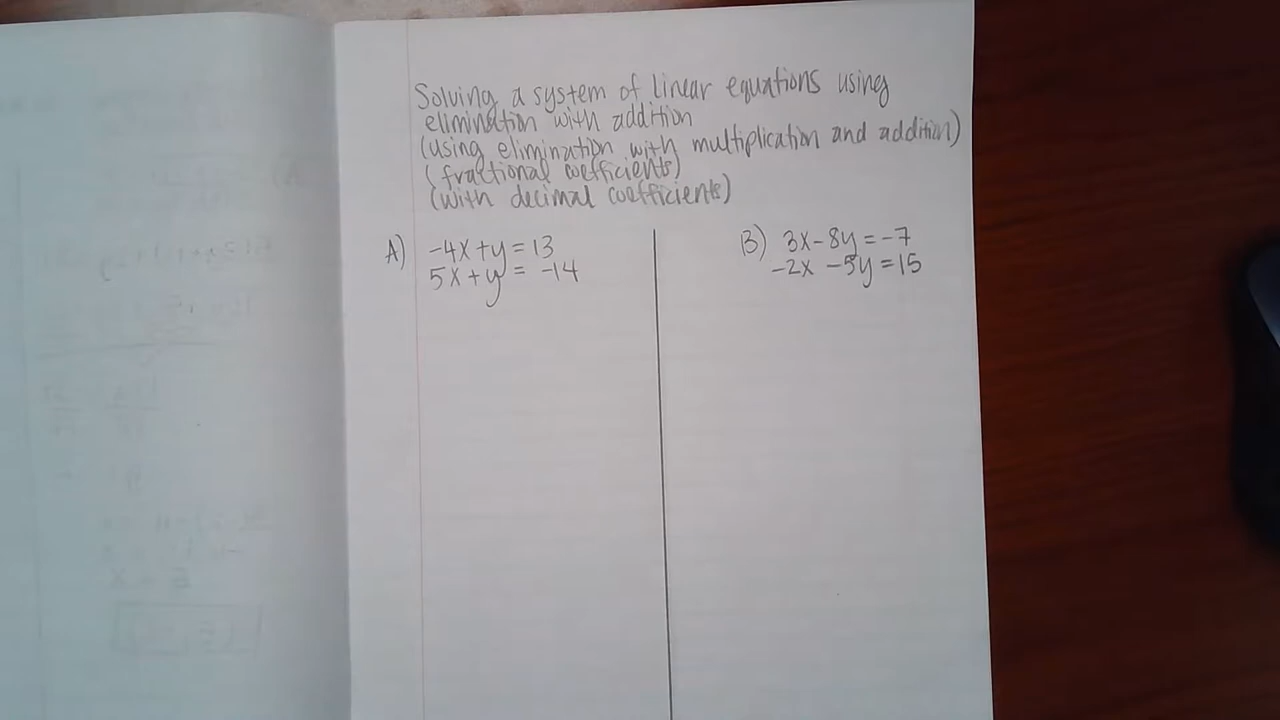 Solving a system of linear equations using
elimination with addition
(using elimination with multiplication and addition)
(fractional coefficients)
(with decimal coefficients)
A) -4x + y = 13
5x + y = -14
B) 3x - 8y = -7
-2x - 5y = 15